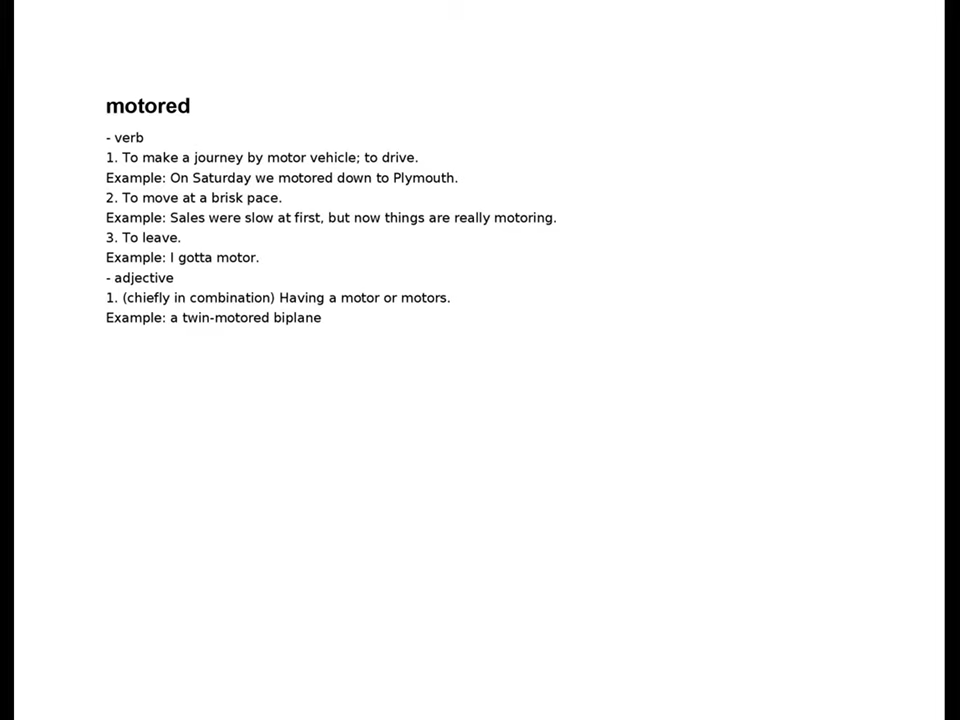 motored
- verb
1. To make a journey by motor vehicle; to drive.
Example: On Saturday we motored down to Plymouth.
2. To move at a brisk pace.
Example: Sales were slow at first, but now things are really motoring.
3. To leave.
Example: I gotta motor.
- adjective
1. (chiefly in combination) Having a motor or motors.
Example: a twin-motored biplane